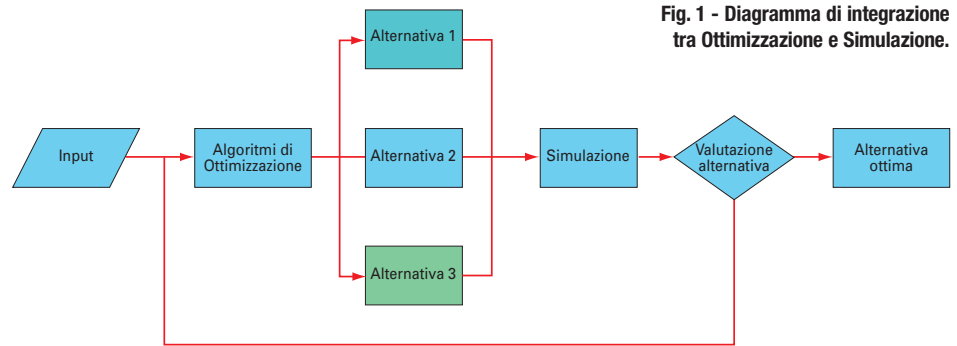 Fig. 1 - Diagramma di integrazione
tra Ottimizzazione e Simulazione.
Input
Algoritmi di
Ottimizzazione
Alternativa 1
Alternativa 2
Alternativa 3
Simulazione
Valutazione
alternativa
Alternativa
ottima